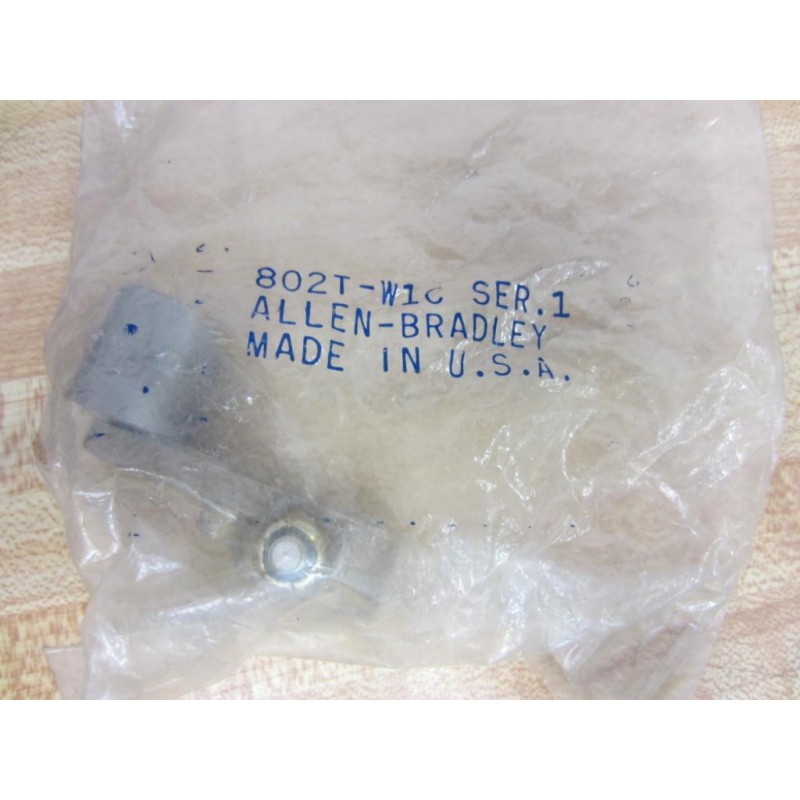 802T-W1C SER.1
ALLEN-BRADLEY
MADE IN U.S.A.